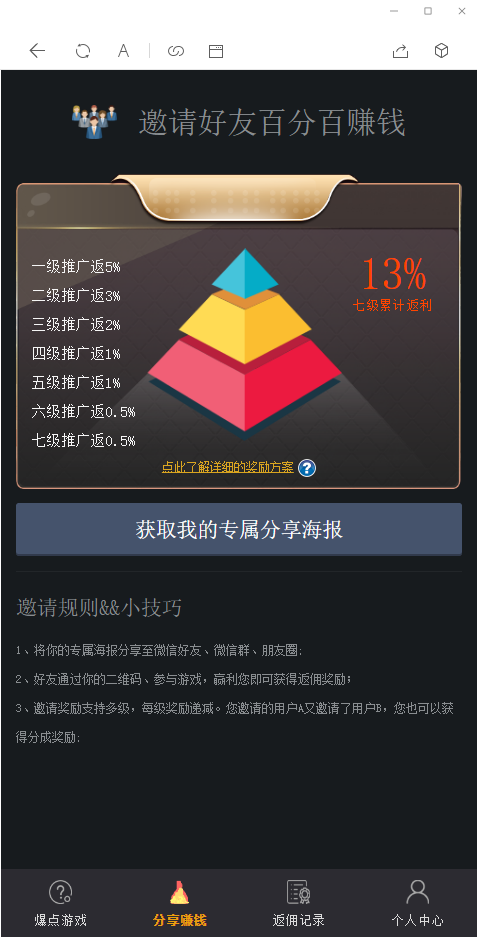 邀请好友百分百赚钱
一级推广返5%
二级推广返3%
三级推广返2%
四级推广返1%
五级推广返1%
六级推广返0.5%
七级推广返0.5%
13%
七级累计返利
点此了解详细的奖励方案 ?
获取我的专属分享海报
邀请规则&&小技巧
1、将你的专属海报分享至微信好友、微信群、朋友圈;
2、好友通过你的二维码、参与游戏，赢利您即可获得返佣奖励；
3、邀请奖励支持多级，每级奖励递减。您邀请的用户A又邀请了用户B，您也可以获
得分成奖励;
爆点游戏
分享赚钱
返佣记录
个人中心